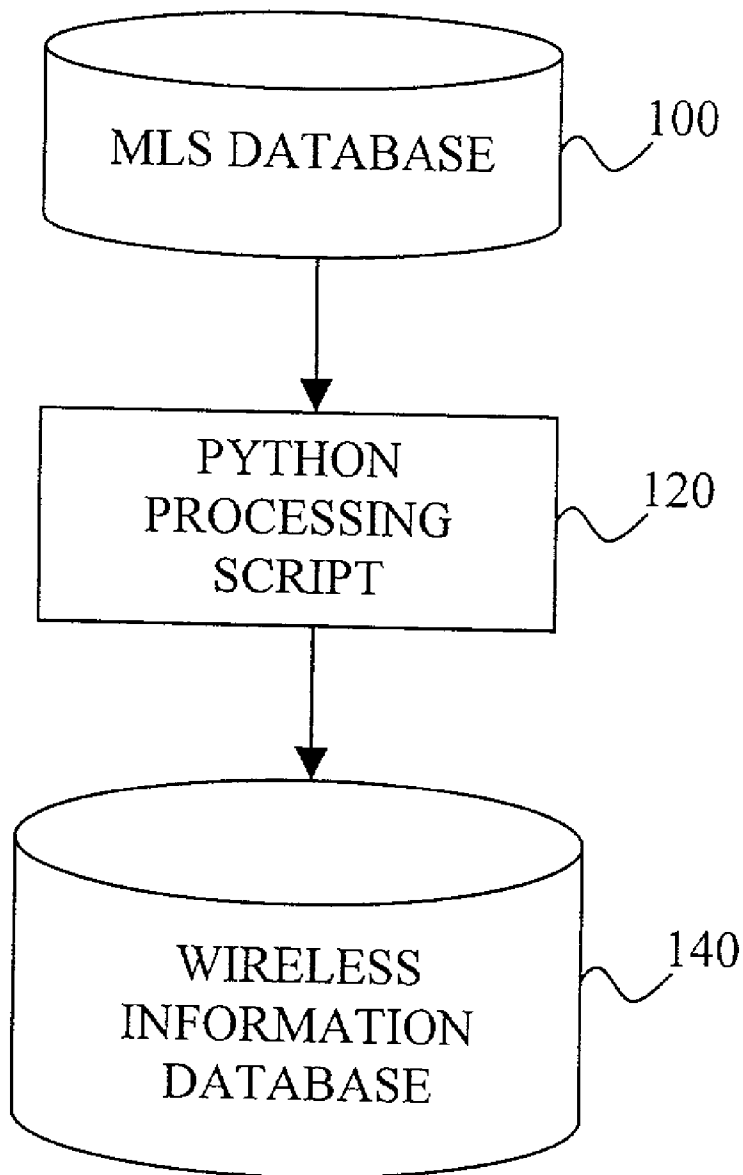 MLS DATABASE
100
PYTHON
PROCESSING
SCRIPT
120
WIRELESS
INFORMATION
DATABASE
140